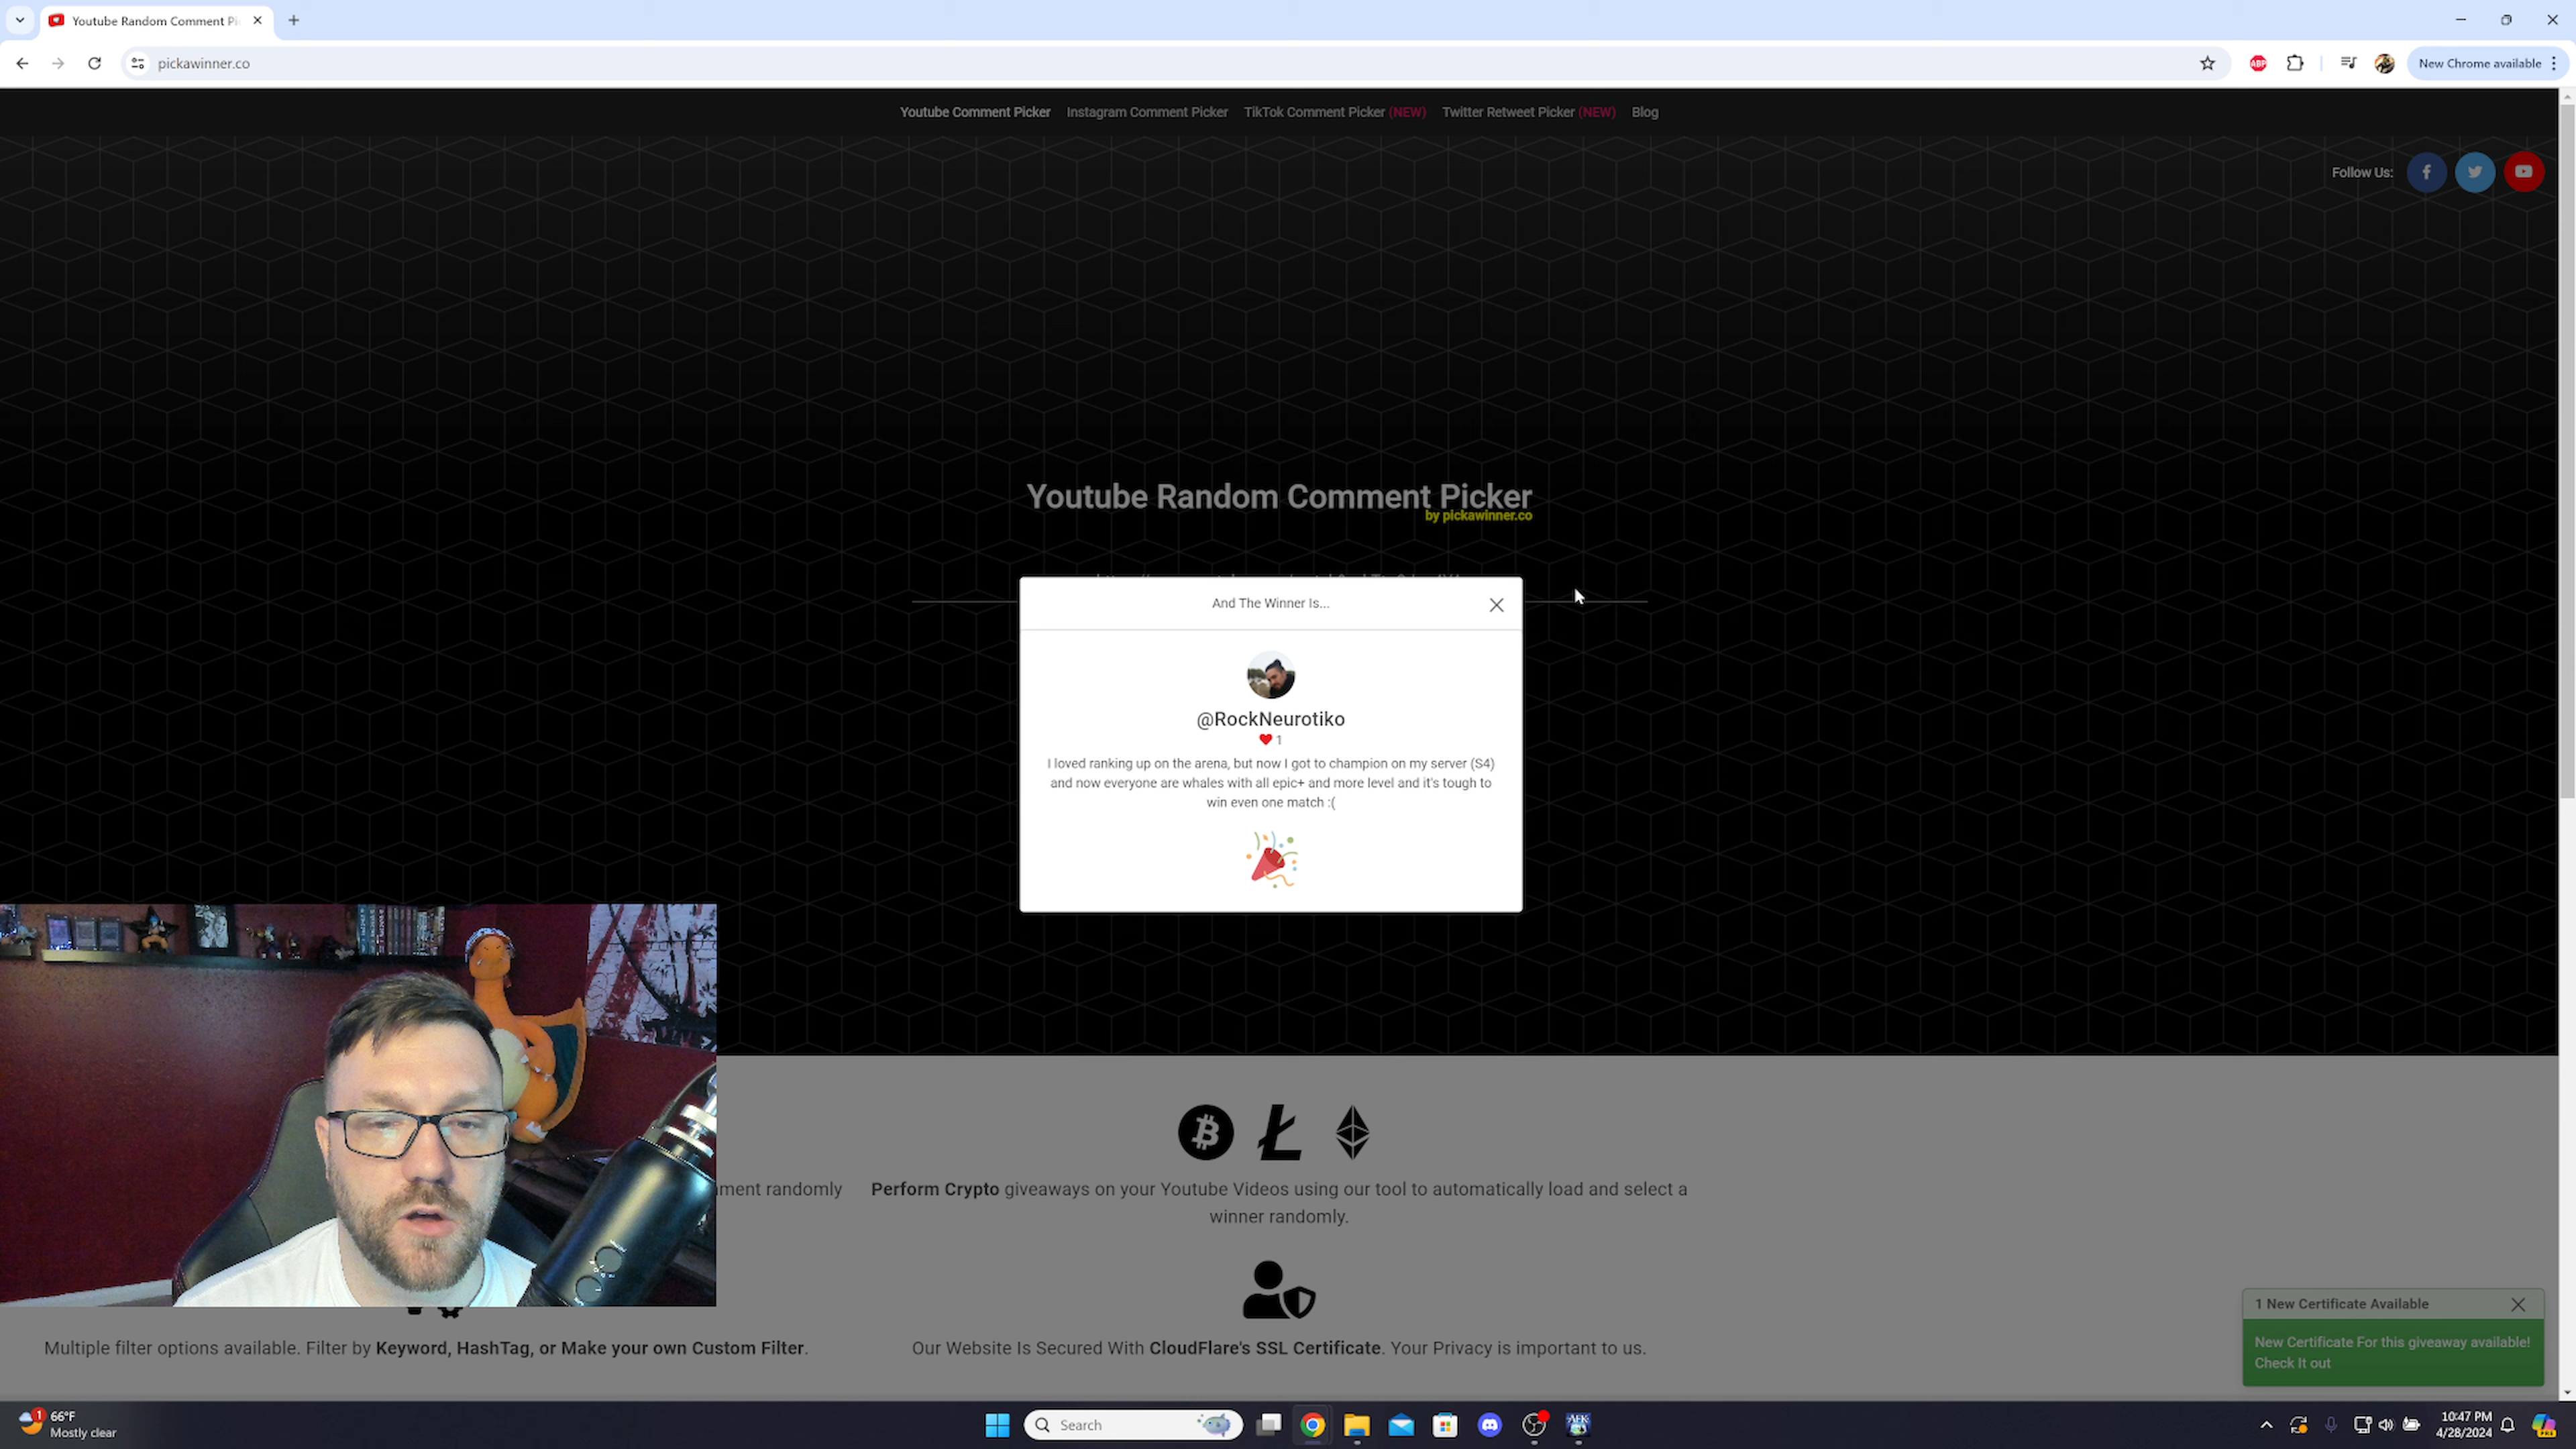 Youtube Random Comment Pi
pickawinner.co
New Chrome available
Youtube Comment Picker Instagram Comment Picker TikTok Comment Picker (NEW) Twitter Retweet Picker (NEW) Blog
Follow Us:
Youtube Random Comment Picker
by pickawinner.co
And The Winner Is...
@RockNeurotiko
1
I loved ranking up on the arena, but now I got to champion on my server (S4)
and now everyone are whales with all epic+ and more level and it's tough to
win even one match :(
mment randomly
Perform Crypto giveaways on your Youtube Videos using our tool to automatically load and select a
winner randomly.
Multiple filter options available. Filter by Keyword, HashTag, or Make your own Custom Filter.
Our Website Is Secured With CloudFlare's SSL Certificate. Your Privacy is important to us.
1 New Certificate Available
New Certificate For this giveaway available!
Check It out
1
66°F
Mostly clear
Search
AFK
10:47 PM
4/28/2024
ABP
PRE